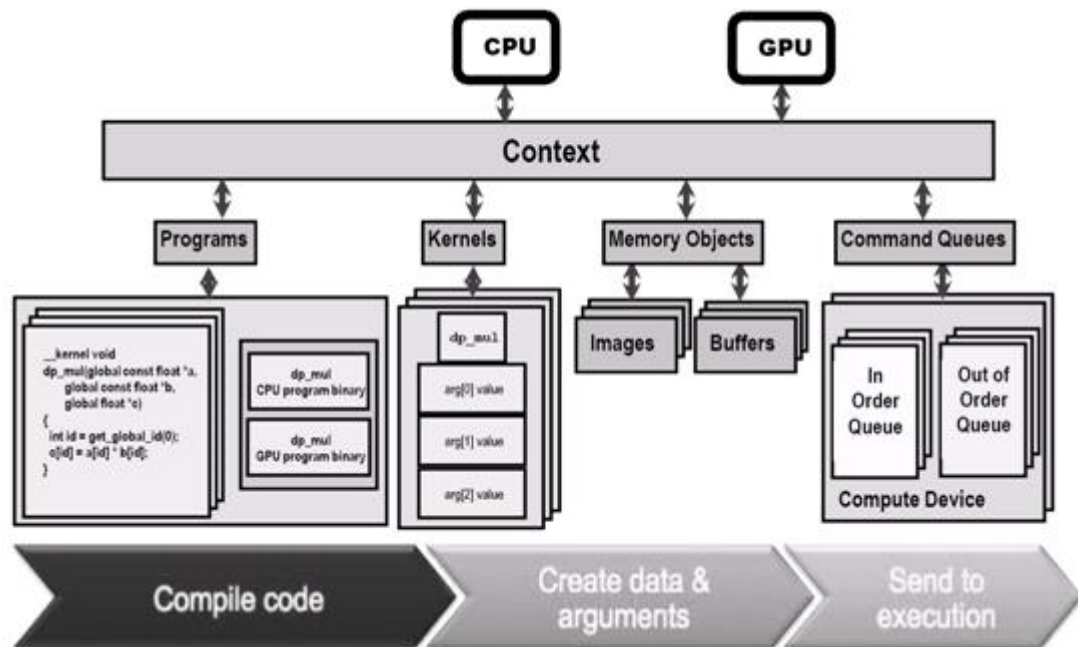 CPU
GPU
Context
Programs
Kernels
Memory Objects
Command Queues
__kernel void
dp_mul(global const float *a,
global const float *b,
global float *c)
{
int id = get_global_id(0);
c[id] = a[id] * b[id];
}
dp_mul
CPU program binary
dp_mul
GPU program binary
dp_mul
arg[0] value
arg[1] value
arg[2] value
Images
Buffers
In
Order
Queue
Out of
Order
Queue
Compute Device
Compile code
Create data &
arguments
Send to
execution